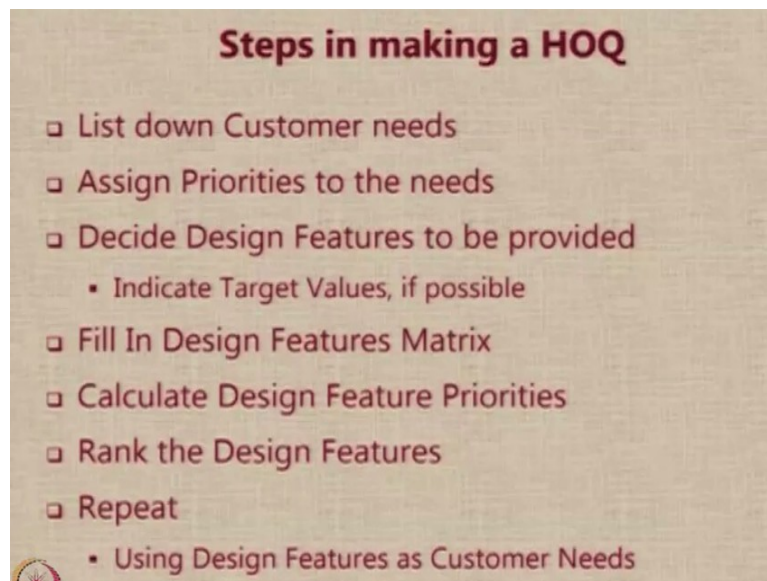 Steps in making a HOQ
List down Customer needs
Assign Priorities to the needs
Decide Design Features to be provided
Indicate Target Values, if possible
Fill In Design Features Matrix
Calculate Design Feature Priorities
Rank the Design Features
Repeat
Using Design Features as Customer Needs